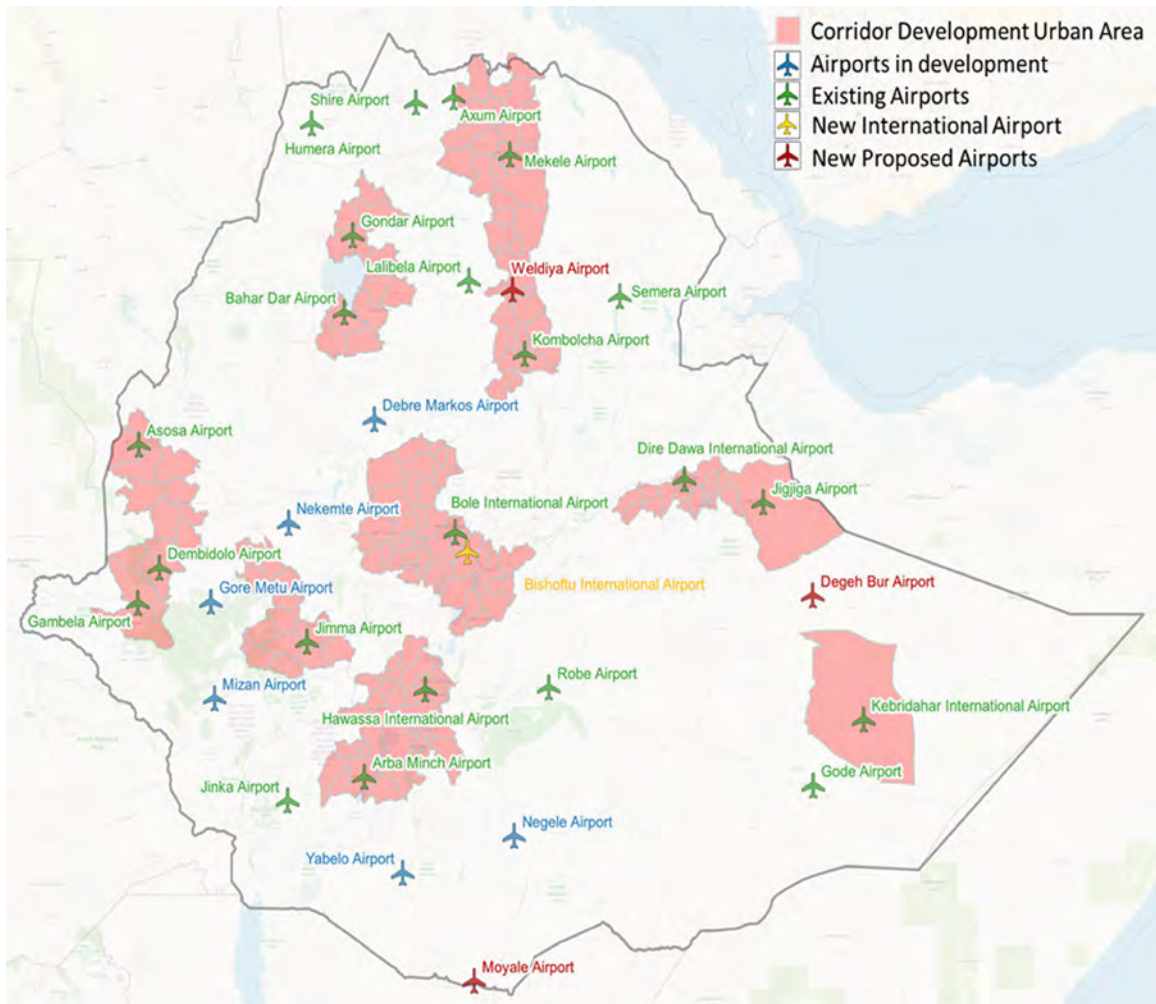 Corridor Development Urban Area
Airports in development
Existing Airports
New International Airport
New Proposed Airports
Shire Airport
Axum Airport
Humera Airport
Mekele Airport
Gondar Airport
Lalibela Airport
Weldiya Airport
Semera Airport
Bahar Dar Airport
Kombolcha Airport
Debre Markos Airport
Asosa Airport
Dire Dawa International Airport
Jigjiga Airport
Bole International Airport
Nekemte Airport
Dembidolo Airport
Bishoftu International Airport
Degeh Bur Airport
Gore Metu Airport
Gambela Airport
Jimma Airport
Robe Airport
Mizan Airport
Kebridahar International Airport
Hawassa International Airport
Arba Minch Airport
Gode Airport
Jinka Airport
Negele Airport
Yabelo Airport
Moyale Airport